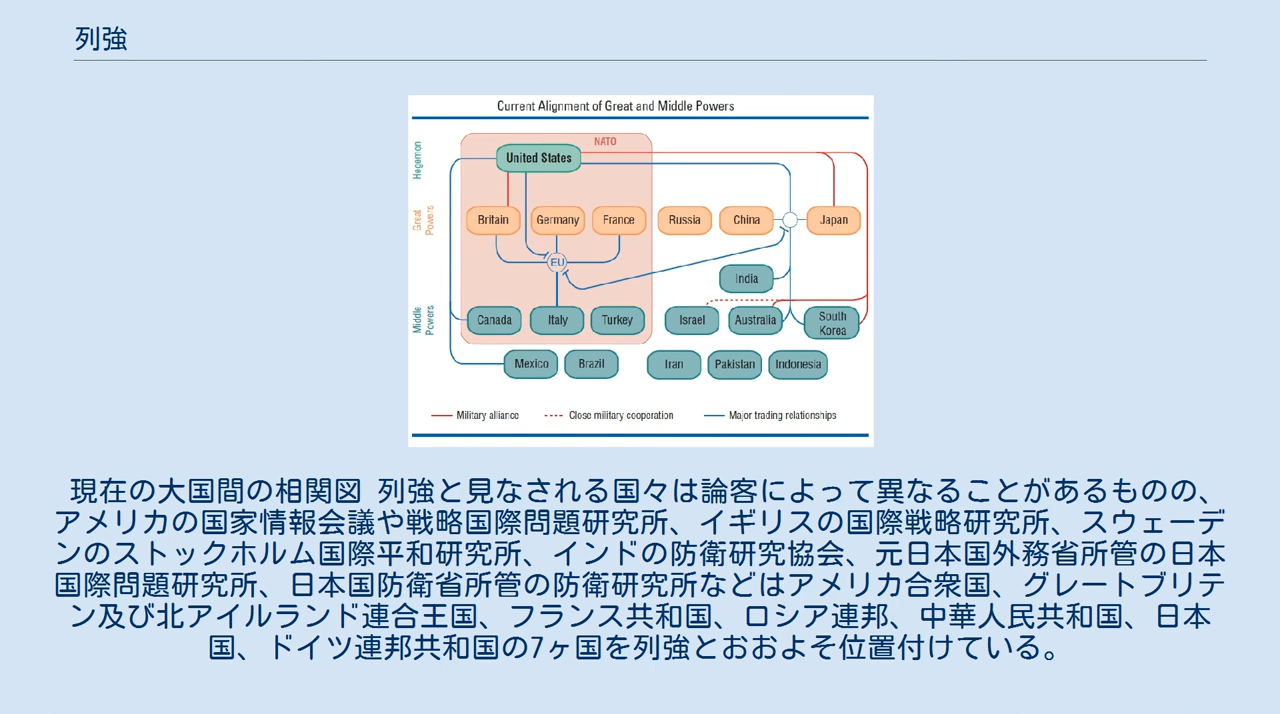 列強
Current Alignment of Great and Middle Powers
Hegemon
NATO
United States
Great Powers
Britain
Germany
France
Russia
China
Japan
EU
India
Middle Powers
Canada
Italy
Turkey
Israel
Australia
South Korea
Mexico
Brazil
Iran
Pakistan
Indonesia
Military alliance
Close military cooperation
Major trading relationships
現在の大国間の相関図 列強と見なされる国々は論客によって異なることがあるものの、
アメリカの国家情報会議や戦略国際問題研究所、イギリスの国際戦略研究所、スウェーデ
ンのストックホルム国際平和研究所、インドの防衛研究協会、元日本国外務省所管の日本
国際問題研究所、日本国防衛省所管の防衛研究所などはアメリカ合衆国、グレートブリテ
ン及び北アイルランド連合王国、フランス共和国、ロシア連邦、中華人民共和国、日本
国、ドイツ連邦共和国の7ヶ国を列強とおおよそ位置付けている。